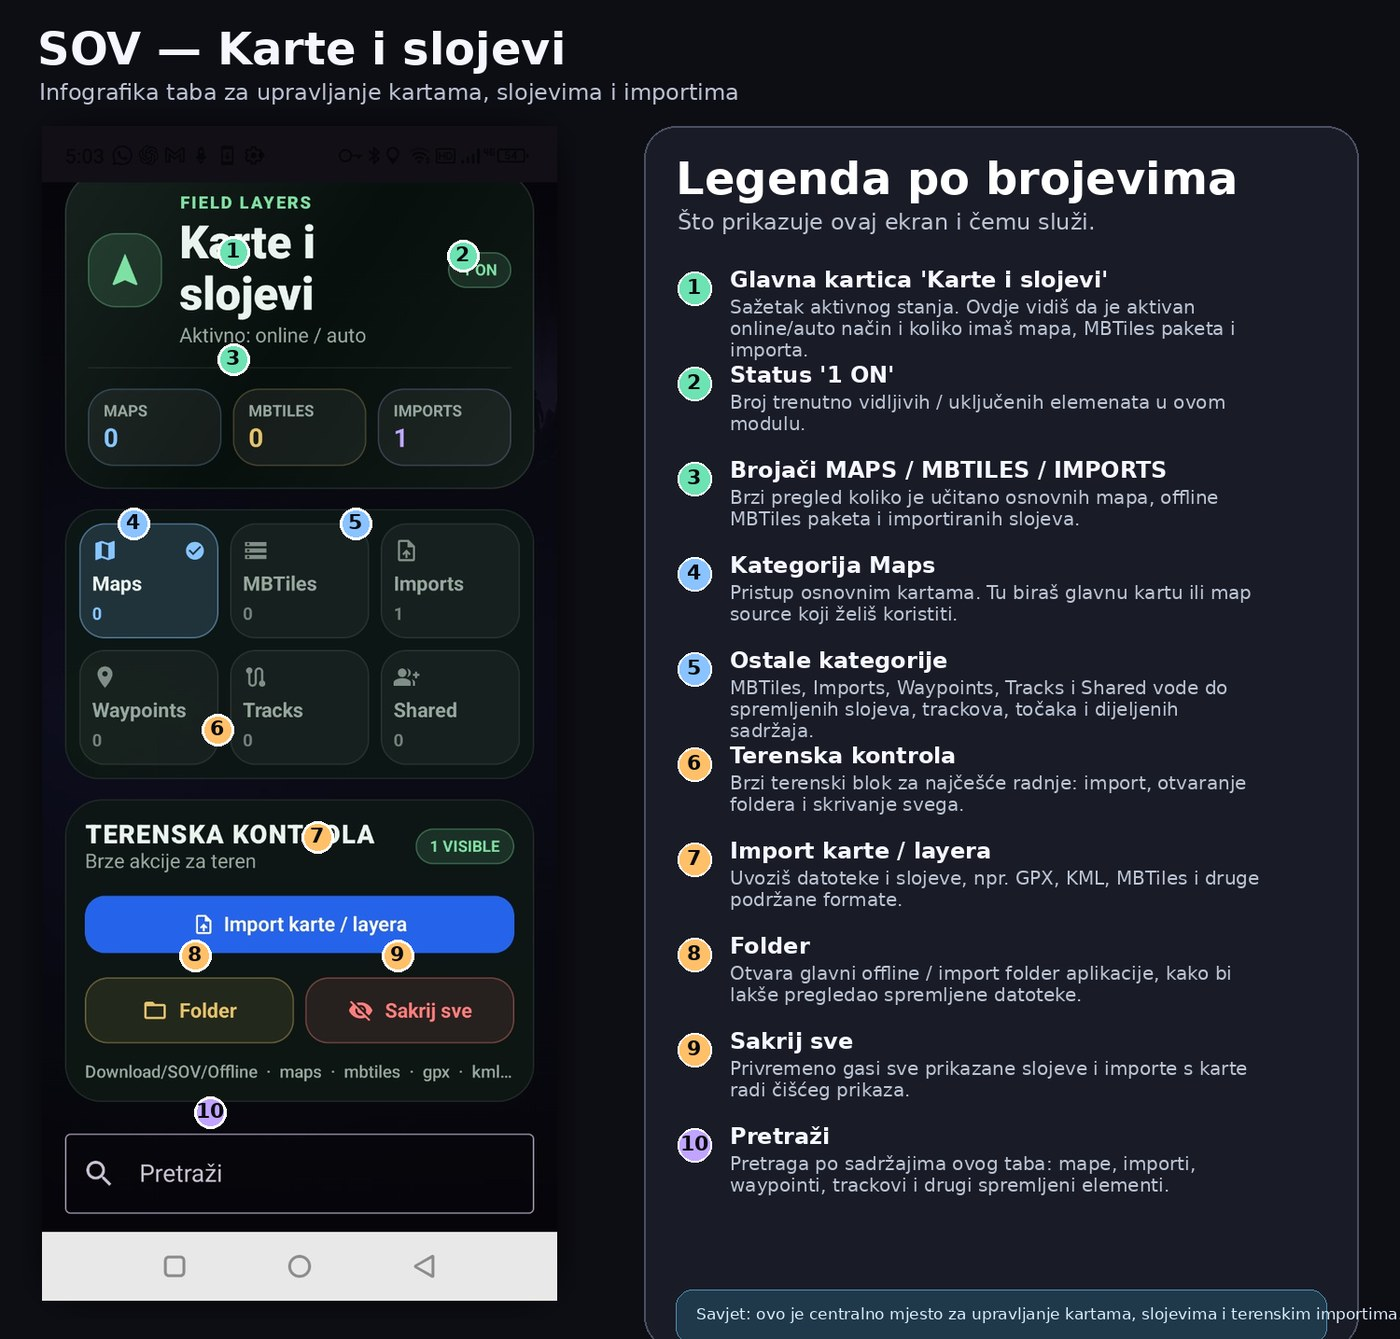 SOV — Karte i slojevi
Infografika taba za upravljanje kartama, slojevima i importima
5:03
FIELD LAYERS
Karte i
slojevi
1
2
ON
Aktivno: online / auto
3
MAPS
0
MBTILES
0
IMPORTS
1
4
5
Maps
0
MBTiles
0
Imports
1
Waypoints
0
6
Tracks
0
Shared
0
TERENSKA KONTROLA
7
Brze akcije za teren
1 VISIBLE
Import karte / layera
8
9
Folder
Sakrij sve
Download/SOV/Offline · maps · mbtiles · gpx · kml...
10
Pretraži
Legenda po brojevima
Što prikazuje ovaj ekran i čemu služi.
1
Glavna kartica 'Karte i slojevi'
Sažetak aktivnog stanja. Ovdje vidiš da je aktivan
online/auto način i koliko imaš mapa, MBTiles paketa i
importa.
2
Status '1 ON'
Broj trenutno vidljivih / uključenih elemenata u ovom
modulu.
3
Brojači MAPS / MBTILES / IMPORTS
Brzi pregled koliko je učitano osnovnih mapa, offline
MBTiles paketa i importiranih slojeva.
4
Kategorija Maps
Pristup osnovnim kartama. Tu biraš glavnu kartu ili map
source koji želiš koristiti.
5
Ostale kategorije
MBTiles, Imports, Waypoints, Tracks i Shared vode do
spremljenih slojeva, trackova, točaka i dijeljenih
sadržaja.
6
Terenska kontrola
Brzi terenski blok za najčešće radnje: import, otvaranje
foldera i skrivanje svega.
7
Import karte / layera
Uvoziš datoteke i slojeve, npr. GPX, KML, MBTiles i druge
podržane formate.
8
Folder
Otvara glavni offline / import folder aplikacije, kako bi
lakše pregledao spremljene datoteke.
9
Sakrij sve
Privremeno gasi sve prikazane slojeve i importe s karte
radi čišćeg prikaza.
10
Pretraži
Pretraga po sadržajima ovog taba: mape, importi,
waypointi, trackovi i drugi spremljeni elementi.
Savjet: ovo je centralno mjesto za upravljanje kartama, slojevima i terenskim importima